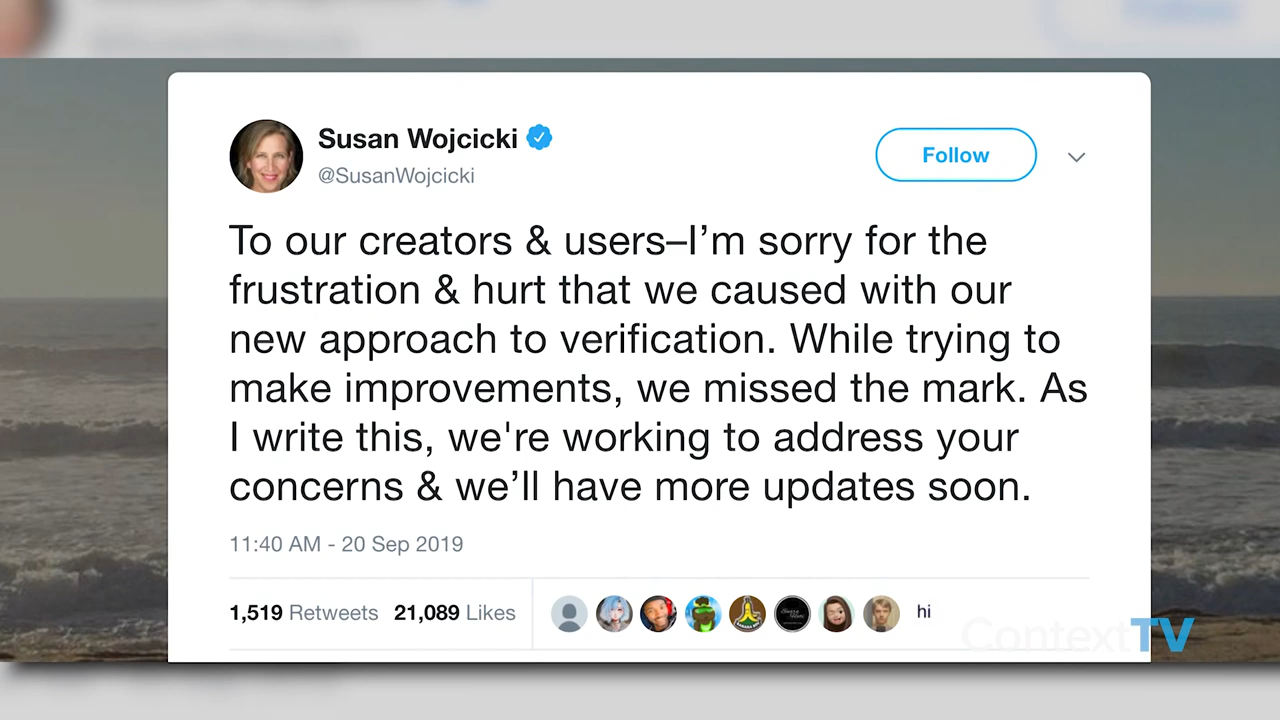 Susan Wojcicki
@SusanWojcicki
Follow
To our creators & users–I’m sorry for the
frustration & hurt that we caused with our
new approach to verification. While trying to
make improvements, we missed the mark. As
I write this, we're working to address your
concerns & we’ll have more updates soon.
11:40 AM - 20 Sep 2019
1,519 Retweets 21,089 Likes
hi
ContextTV